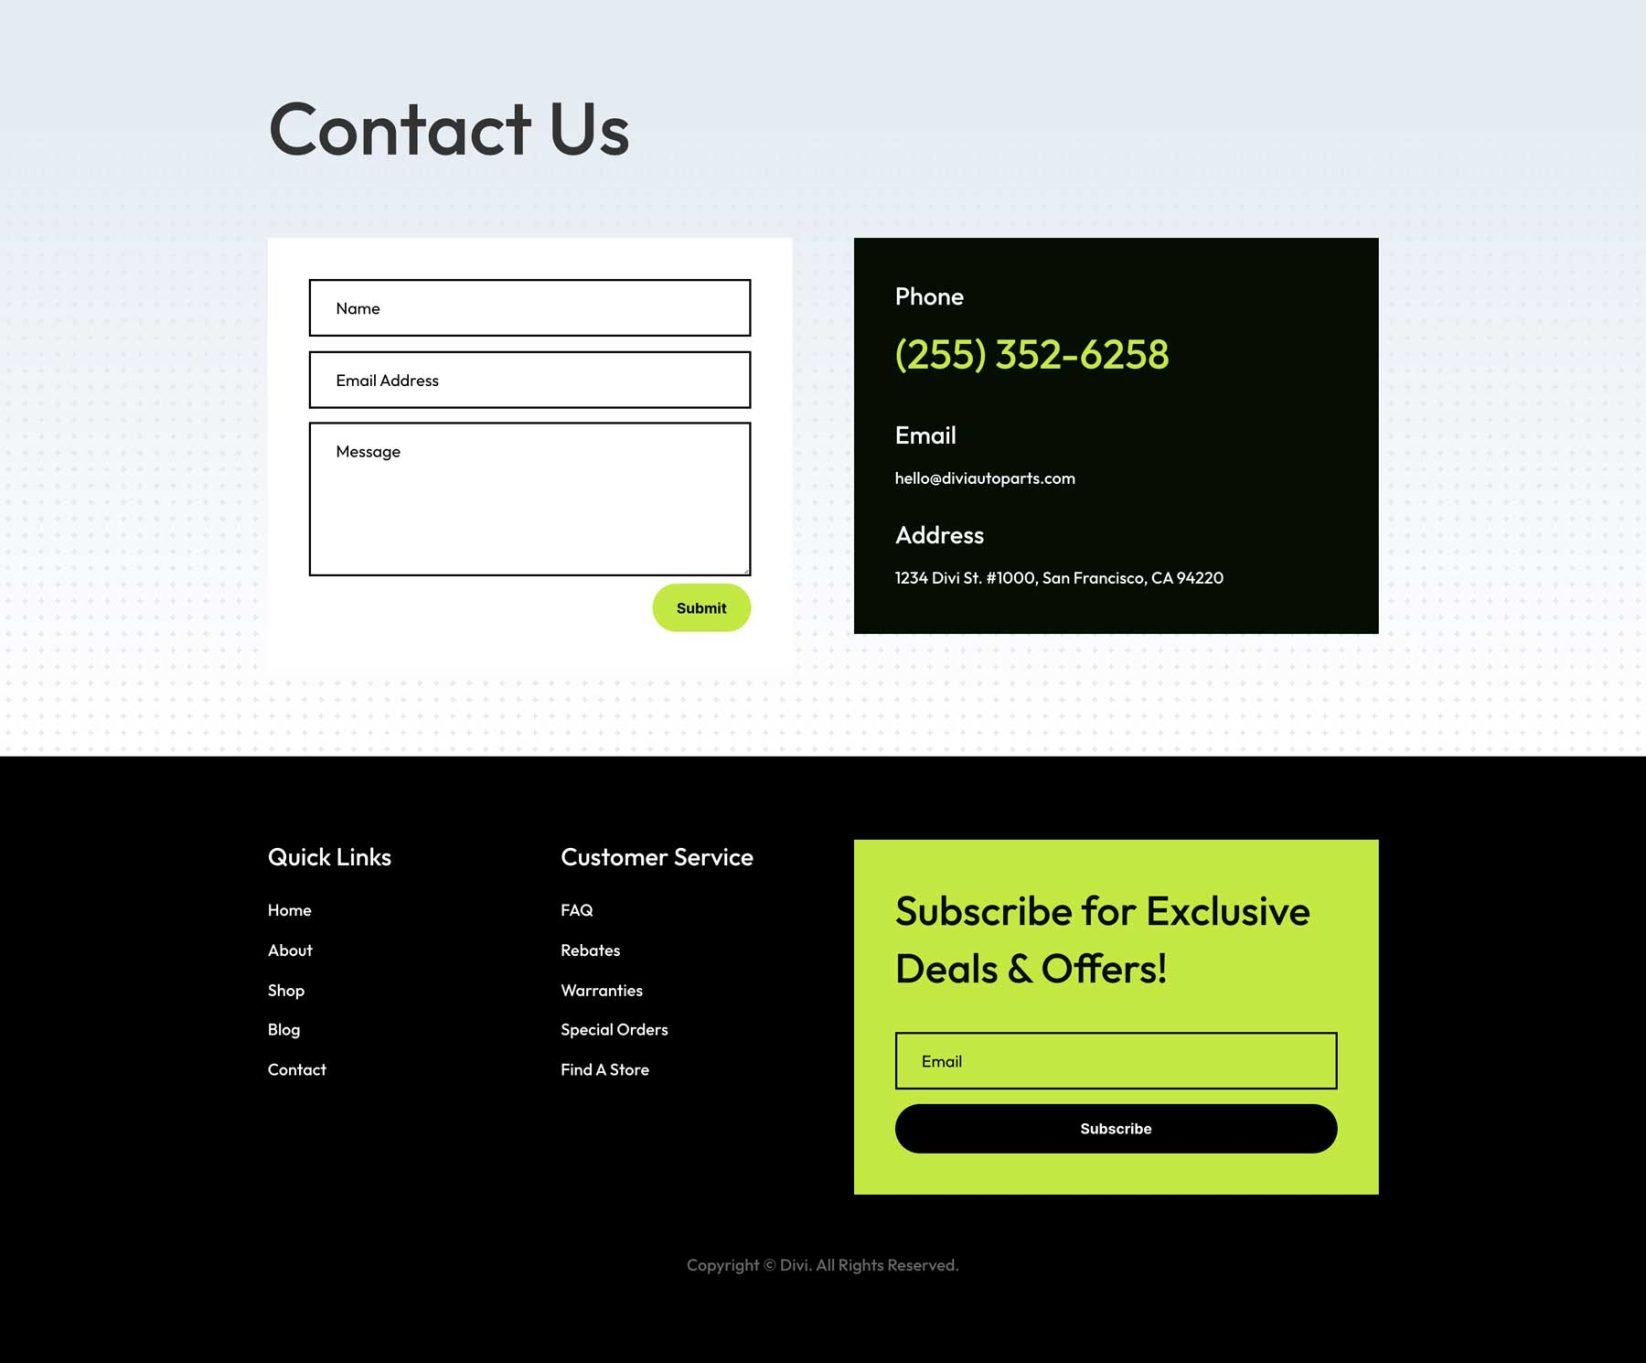 Contact Us
Name
Email Address
Message
Submit
Phone
(255) 352-6258
Email
hello@diviautoparts.com
Address
1234 Divi St. #1000, San Francisco, CA 94220
Quick Links
Home
About
Shop
Blog
Contact
Customer Service
FAQ
Rebates
Warranties
Special Orders
Find A Store
Subscribe for Exclusive
Deals & Offers!
Email
Subscribe
Copyright © Divi. All Rights Reserved.